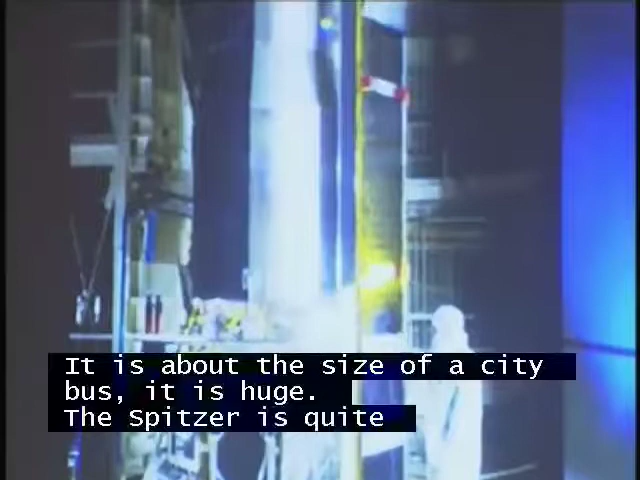 It is about the size of a city
bus, it is huge.
The Spitzer is quite